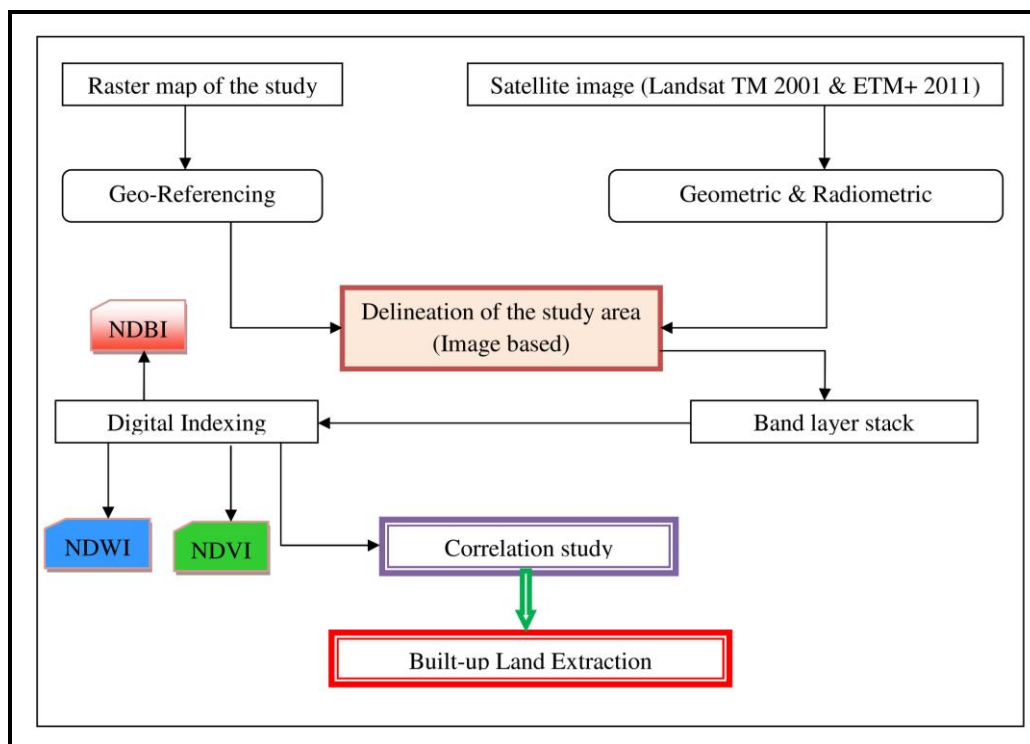 Raster map of the study
Satellite image (Landsat TM 2001 & ETM+ 2011)
Geo-Referencing
Geometric & Radiometric
Delineation of the study area
(Image based)
NDBI
Digital Indexing
Band layer stack
NDWI
NDVI
Correlation study
Built-up Land Extraction